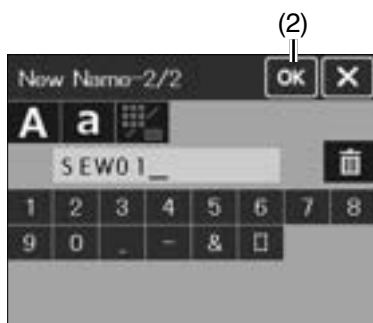 (2)
New Name-2/2 OK X
A a
SEW01_
1 2 3 4 5 6 7 8
9 0 _ - & ▯